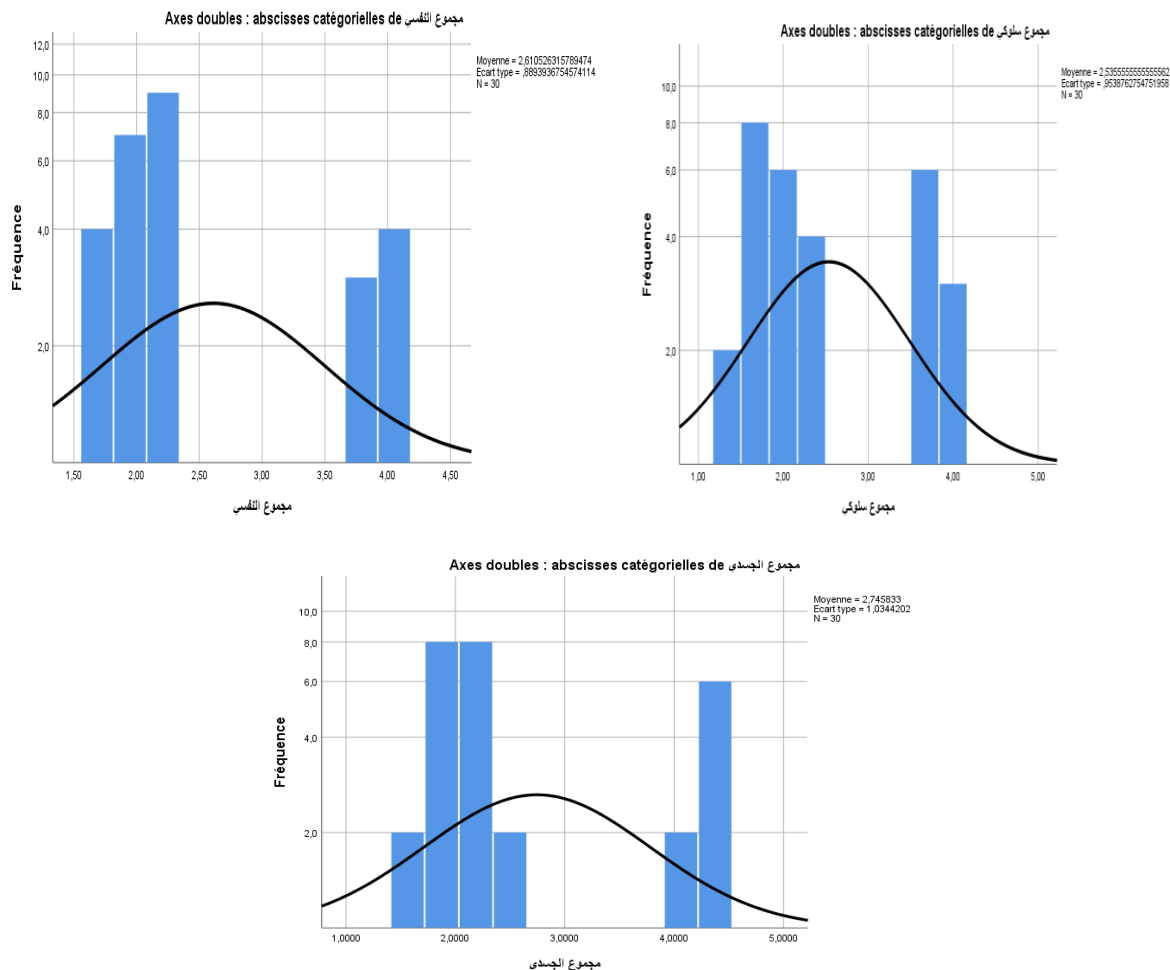 Axes doubles : abscisses catégorielles de مجموع النفسي
Moyenne = 2,610526315789474
Ecart type = ,8893936754574114
N = 30
12,0
10,0
8,0
6,0
4,0
2,0
Fréquence
1,50 2,00 2,50 3,00 3,50 4,00 4,50
مجموع النفسي
Axes doubles : abscisses catégorielles de مجموع سلوكي
Moyenne = 2,5355555555555562
Ecart type = ,9538762754751958
N = 30
10,0
8,0
6,0
4,0
2,0
Fréquence
1,00 2,00 3,00 4,00 5,00
مجموع سلوكي
Axes doubles : abscisses catégorielles de مجموع الجسدي
Moyenne = 2,745833
Ecart type = 1,0344202
N = 30
10,0
8,0
6,0
4,0
2,0
Fréquence
1,0000 2,0000 3,0000 4,0000 5,0000
مجموع الجسدي